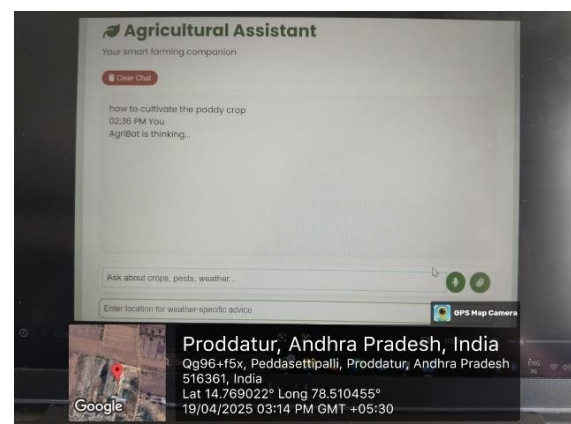 Agricultural Assistant
Your smart farming companion
Clear Chat
how to cultivate the paddy crop
02:36 PM You
AgriBot is thinking...
Ask about crops, pests, weather...
Enter location for weather-specific advice
GPS Map Camera
Proddatur, Andhra Pradesh, India
Qg96+f5x, Peddasettipalli, Proddatur, Andhra Pradesh
516361, India
Lat 14.769022° Long 78.510455°
19/04/2025 03:14 PM GMT +05:30
Google
ENG
IN